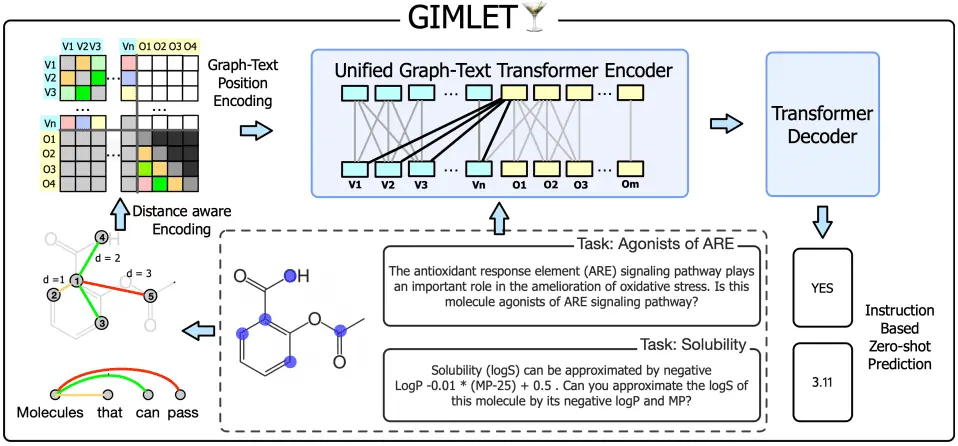 GIMLET
V1 V2 V3 Vn O1 O2 O3 O4
V1
V2
V3
...
...
Vn
O1
O2
O3
O4
...
Graph-Text
Position
Encoding
Unified Graph-Text Transformer Encoder
... ...
V1 V2 V3 ... Vn O1 O2 O3 ... Om
Transformer
Decoder
Distance aware
Encoding
4
O H
d = 2
d =1
1
d = 3
2
O
5
3
O
Molecules that can pass
O
OH
O
O
Task: Agonists of ARE
The antioxidant response element (ARE) signaling pathway plays
an important role in the amelioration of oxidative stress. Is this
molecule agonists of ARE signaling pathway?
Task: Solubility
Solubility (logS) can be approximated by negative
LogP -0.01 * (MP-25) + 0.5 . Can you approximate the logS of
this molecule by its negative logP and MP?
YES
3.11
Instruction
Based
Zero-shot
Prediction